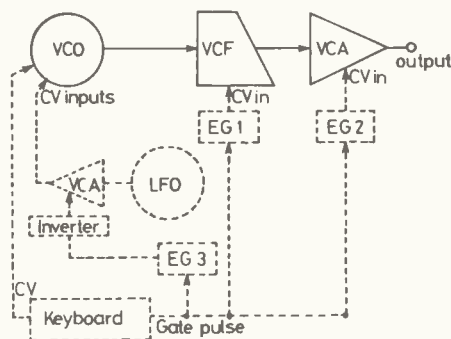 VCO
VCF
VCA
output
CV inputs
CV in
CV in
EG 1
EG 2
VCA
LFO
Inverter
EG 3
CV
Keyboard
Gate pulse